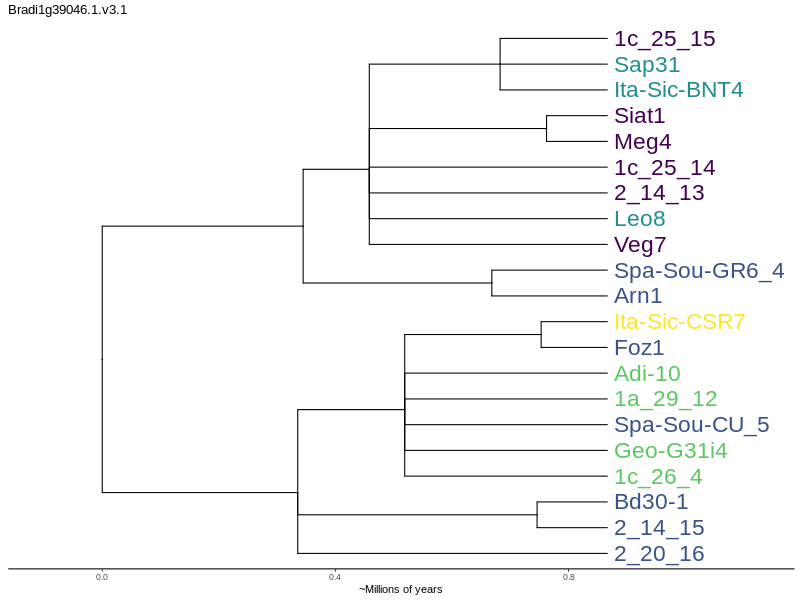 Bradi1g39046.1.v3.1
1c_25_15
Sap31
Ita-Sic-BNT4
Siat1
Meg4
1c_25_14
2_14_13
Leo8
Veg7
Spa-Sou-GR6_4
Arn1
Ita-Sic-CSR7
Foz1
Adi-10
1a_29_12
Spa-Sou-CU_5
Geo-G31i4
1c_26_4
Bd30-1
2_14_15
2_20_16
0.0 0.4 0.8
~Millions of years